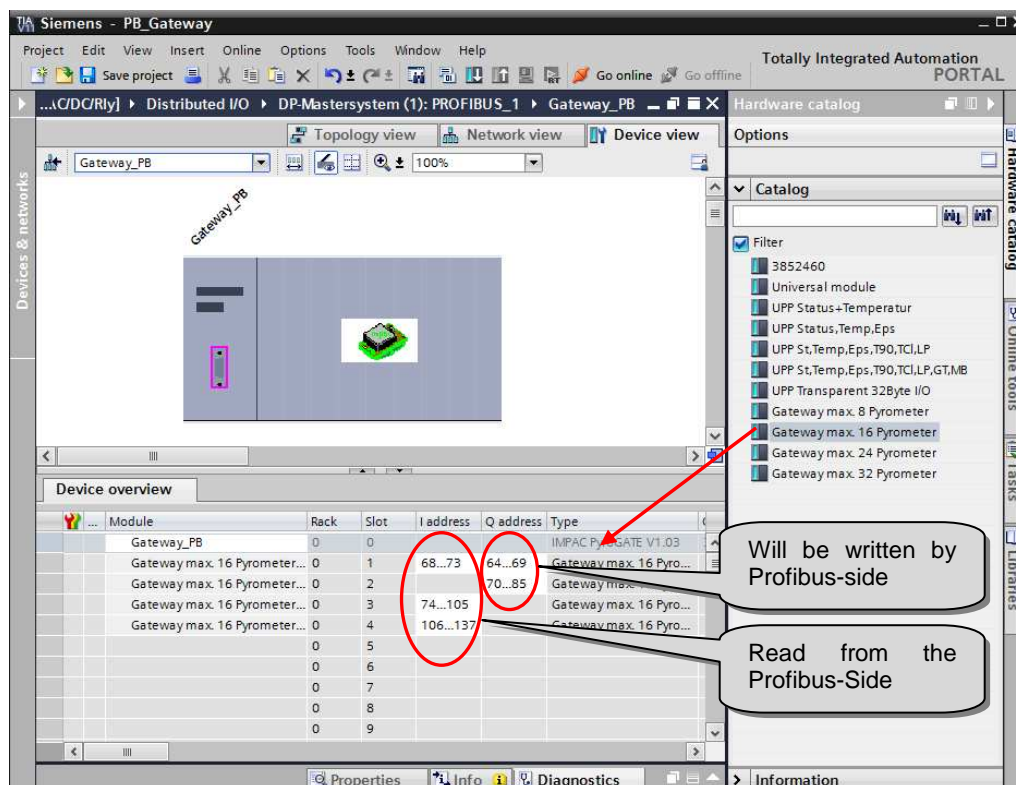 Siemens - PB_Gateway
Project Edit View Insert Online Options Tools Window Help
Save project Go online Go offline
Totally Integrated Automation
PORTAL
...\C/DC/Rly] Distributed I/O DP-Mastersystem (1): PROFIBUS_1 Gateway_PB
Topology view Network view Device view
Gateway_PB 100%
Gateway_PB
Devices & networks
Device overview
... Module Rack Slot I address Q address Type
Gateway_PB 0 0 IMPAC PyroGATE V1.03
Gateway max. 16 Pyrometer... 0 1 68...73 64...69 Gateway max. 16 Pyro...
Gateway max. 16 Pyrometer... 0 2 70...85
Gateway max. 16 Pyrometer... 0 3 74...105 Gateway max. 16 Pyro...
Gateway max. 16 Pyrometer... 0 4 106...137 Gateway max. 16 Pyro...
0 5
0 6
0 7
0 8
0 9
Properties Info Diagnostics
Hardware catalog
Options
Catalog
Filter
3852460
Universal module
UPP Status+Temperatur
UPP Status,Temp,Eps
UPP St,Temp,Eps,T90,TCl,LP
UPP St,Temp,Eps,T90,TCl,LP,GT,MB
UPP Transparent 32Byte I/O
Gateway max. 8 Pyrometer
Gateway max. 16 Pyrometer
Gateway max. 24 Pyrometer
Gateway max. 32 Pyrometer
Information
Will be written by
Profibus-side
Read from the
Profibus-Side
Hardware catalog
Online tools
Tasks
Libraries